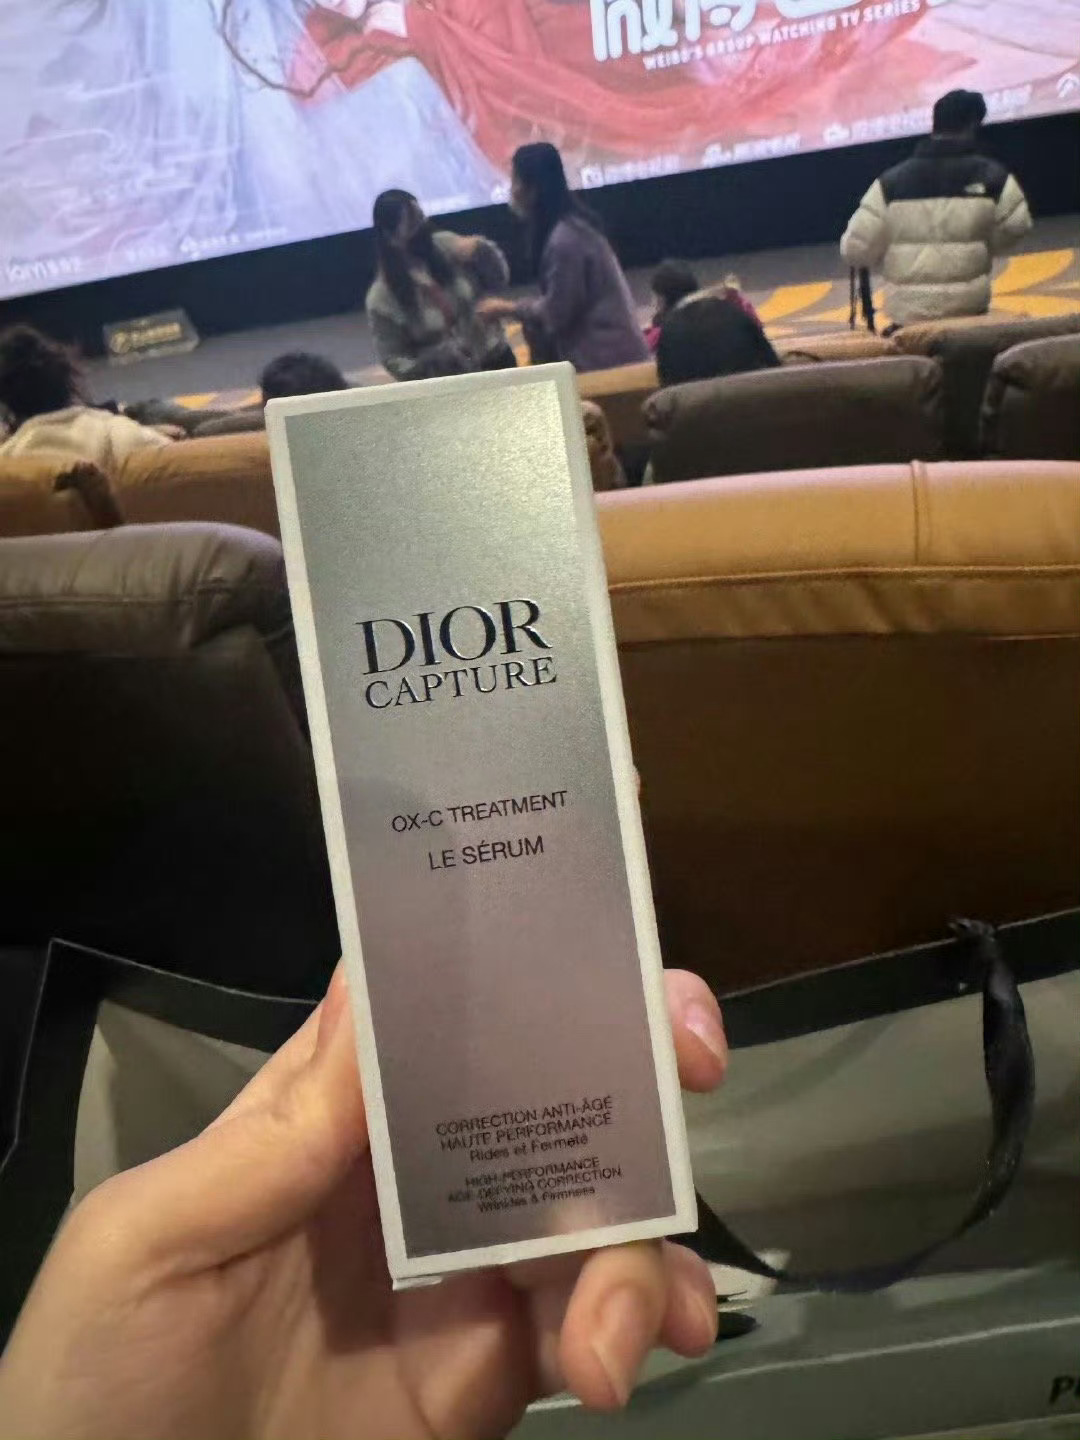 WEIBO'S GROUP WATCHING TV SERIES
DIOR
CAPTURE
OX-C TREATMENT
LE SÉRUM
CORRECTION ANTI-ÂGE
HAUTE PERFORMANCE
Rides et Fermeté
HIGH-PERFORMANCE
AGE-DEFYING CORRECTION
Wrinkles & Firmness